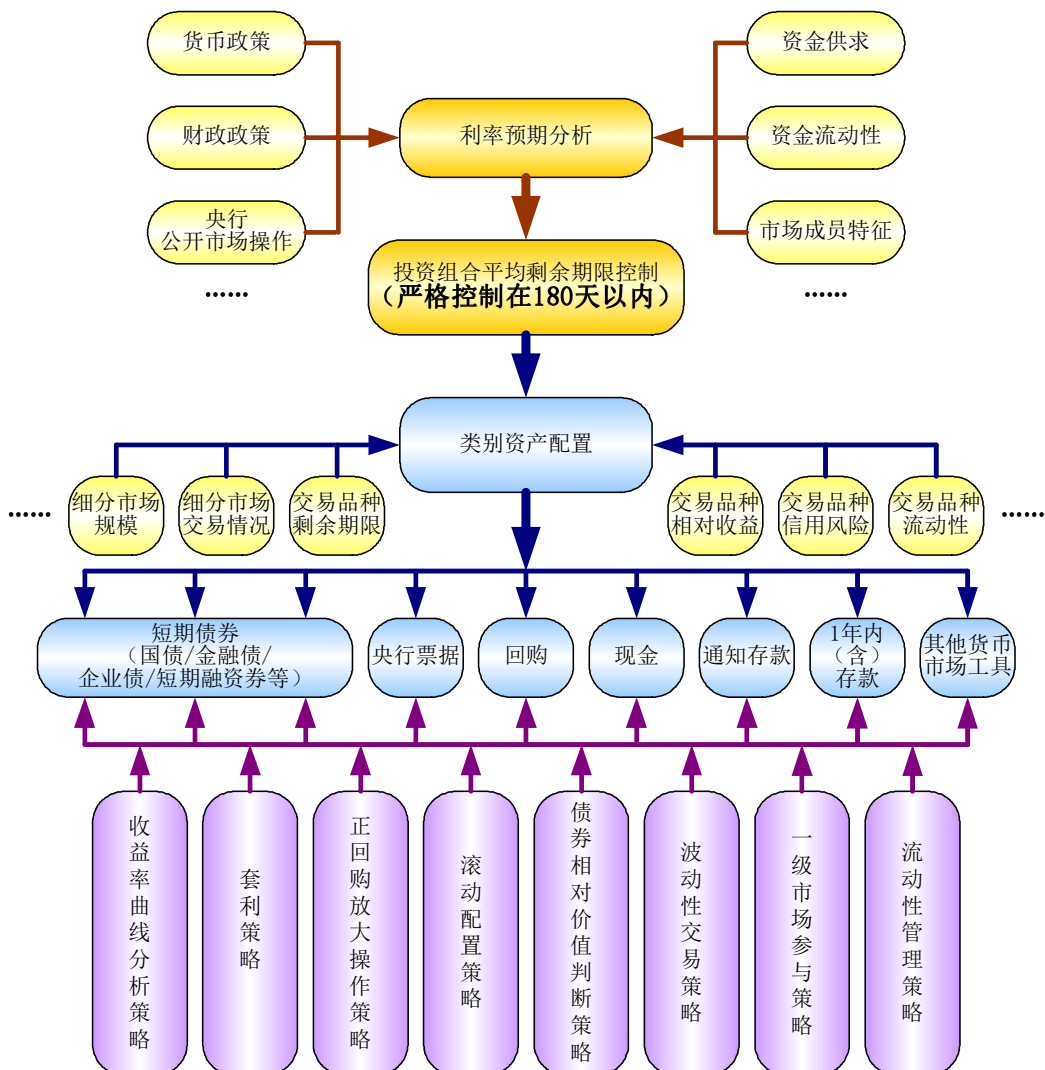 货币政策
资金供求
财政政策
利率预期分析
资金流动性
央行
公开市场操作
市场成员特征
······
投资组合平均剩余期限控制
（严格控制在180天以内）
······
类别资产配置
······
细分市场
规模
细分市场
交易情况
交易品种
剩余期限
交易品种
相对收益
交易品种
信用风险
交易品种
流动性
······
短期债券
（国债/金融债/
企业债/短期融资券等）
央行票据
回购
现金
通知存款
1年内
（含）
存款
其他货币
市场工具
收益率曲线分析策略
套利策略
正回购放大操作策略
滚动配置策略
债券相对价值判断策略
波动性交易策略
一级市场参与策略
流动性管理策略